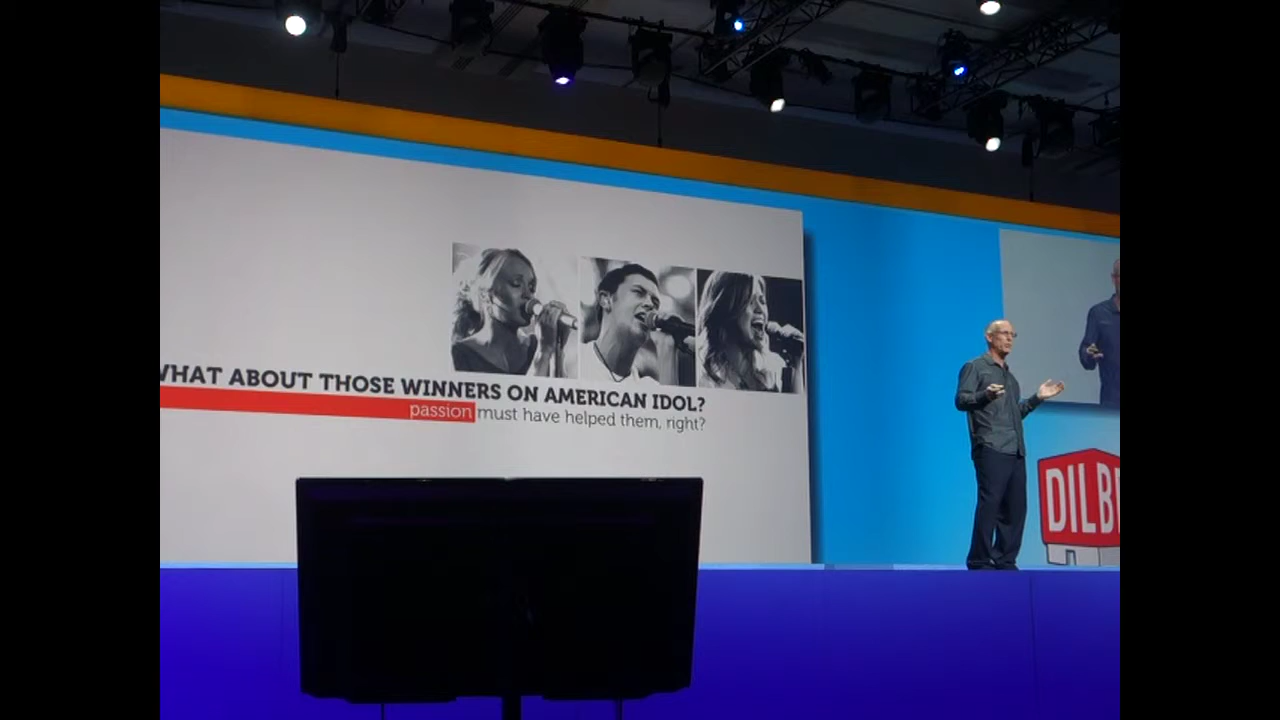 WHAT ABOUT THOSE WINNERS ON AMERICAN IDOL?
passion must have helped them, right?
DILB